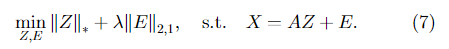 min_{Z,E} ‖Z‖_* + λ‖E‖_{2,1}, s.t. X = AZ + E. (7)